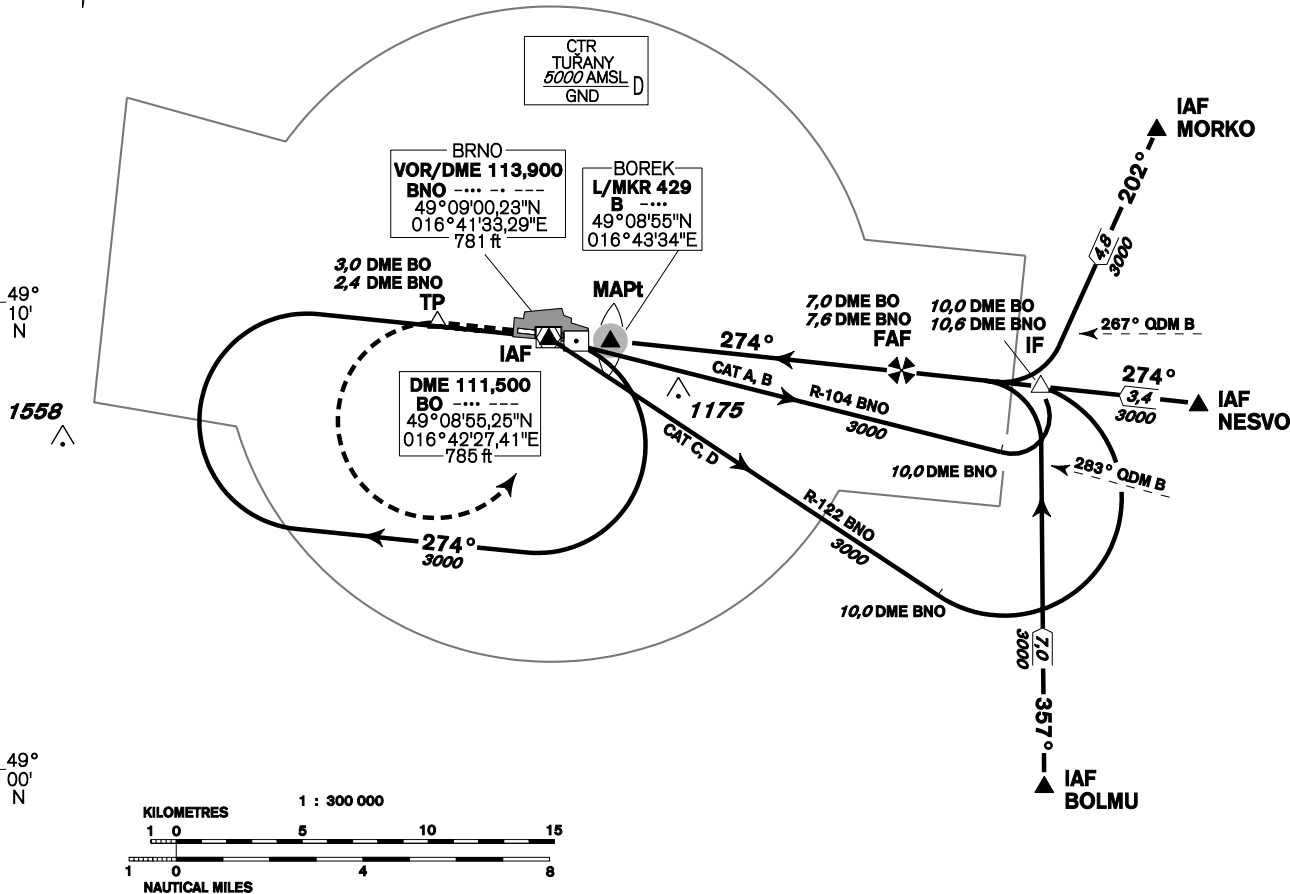 CTR
TUŘANY
5000 AMSL
GND
D
IAF
MORKO
BRNO
VOR/DME 113,900
BNO -··· -· ---
49°09'00,23"N
016°41'33,29"E
781 ft
BOREK
L/MKR 429
B -···
49°08'55"N
016°43'34"E
202°
4,8
3000
3,0 DME BO
2,4 DME BNO
TP
49°
10'
N
MAPt
7,0 DME BO
7,6 DME BNO
FAF
10,0 DME BO
10,6 DME BNO
IF
267° QDM B
IAF
274°
274°
3,4
3000
IAF
NESVO
DME 111,500
BO -··· ---
49°08'55,25"N
016°42'27,41"E
785 ft
CAT A, B
R-104 BNO
3000
1175
1558
CAT C, D
10,0 DME BNO
283° QDM B
R-122 BNO
3000
274°
3000
10,0 DME BNO
7,0
3000
357°
49°
00'
N
IAF
BOLMU
1 : 300 000
KILOMETRES
1 0 5 10 15
1 0 4 8
NAUTICAL MILES